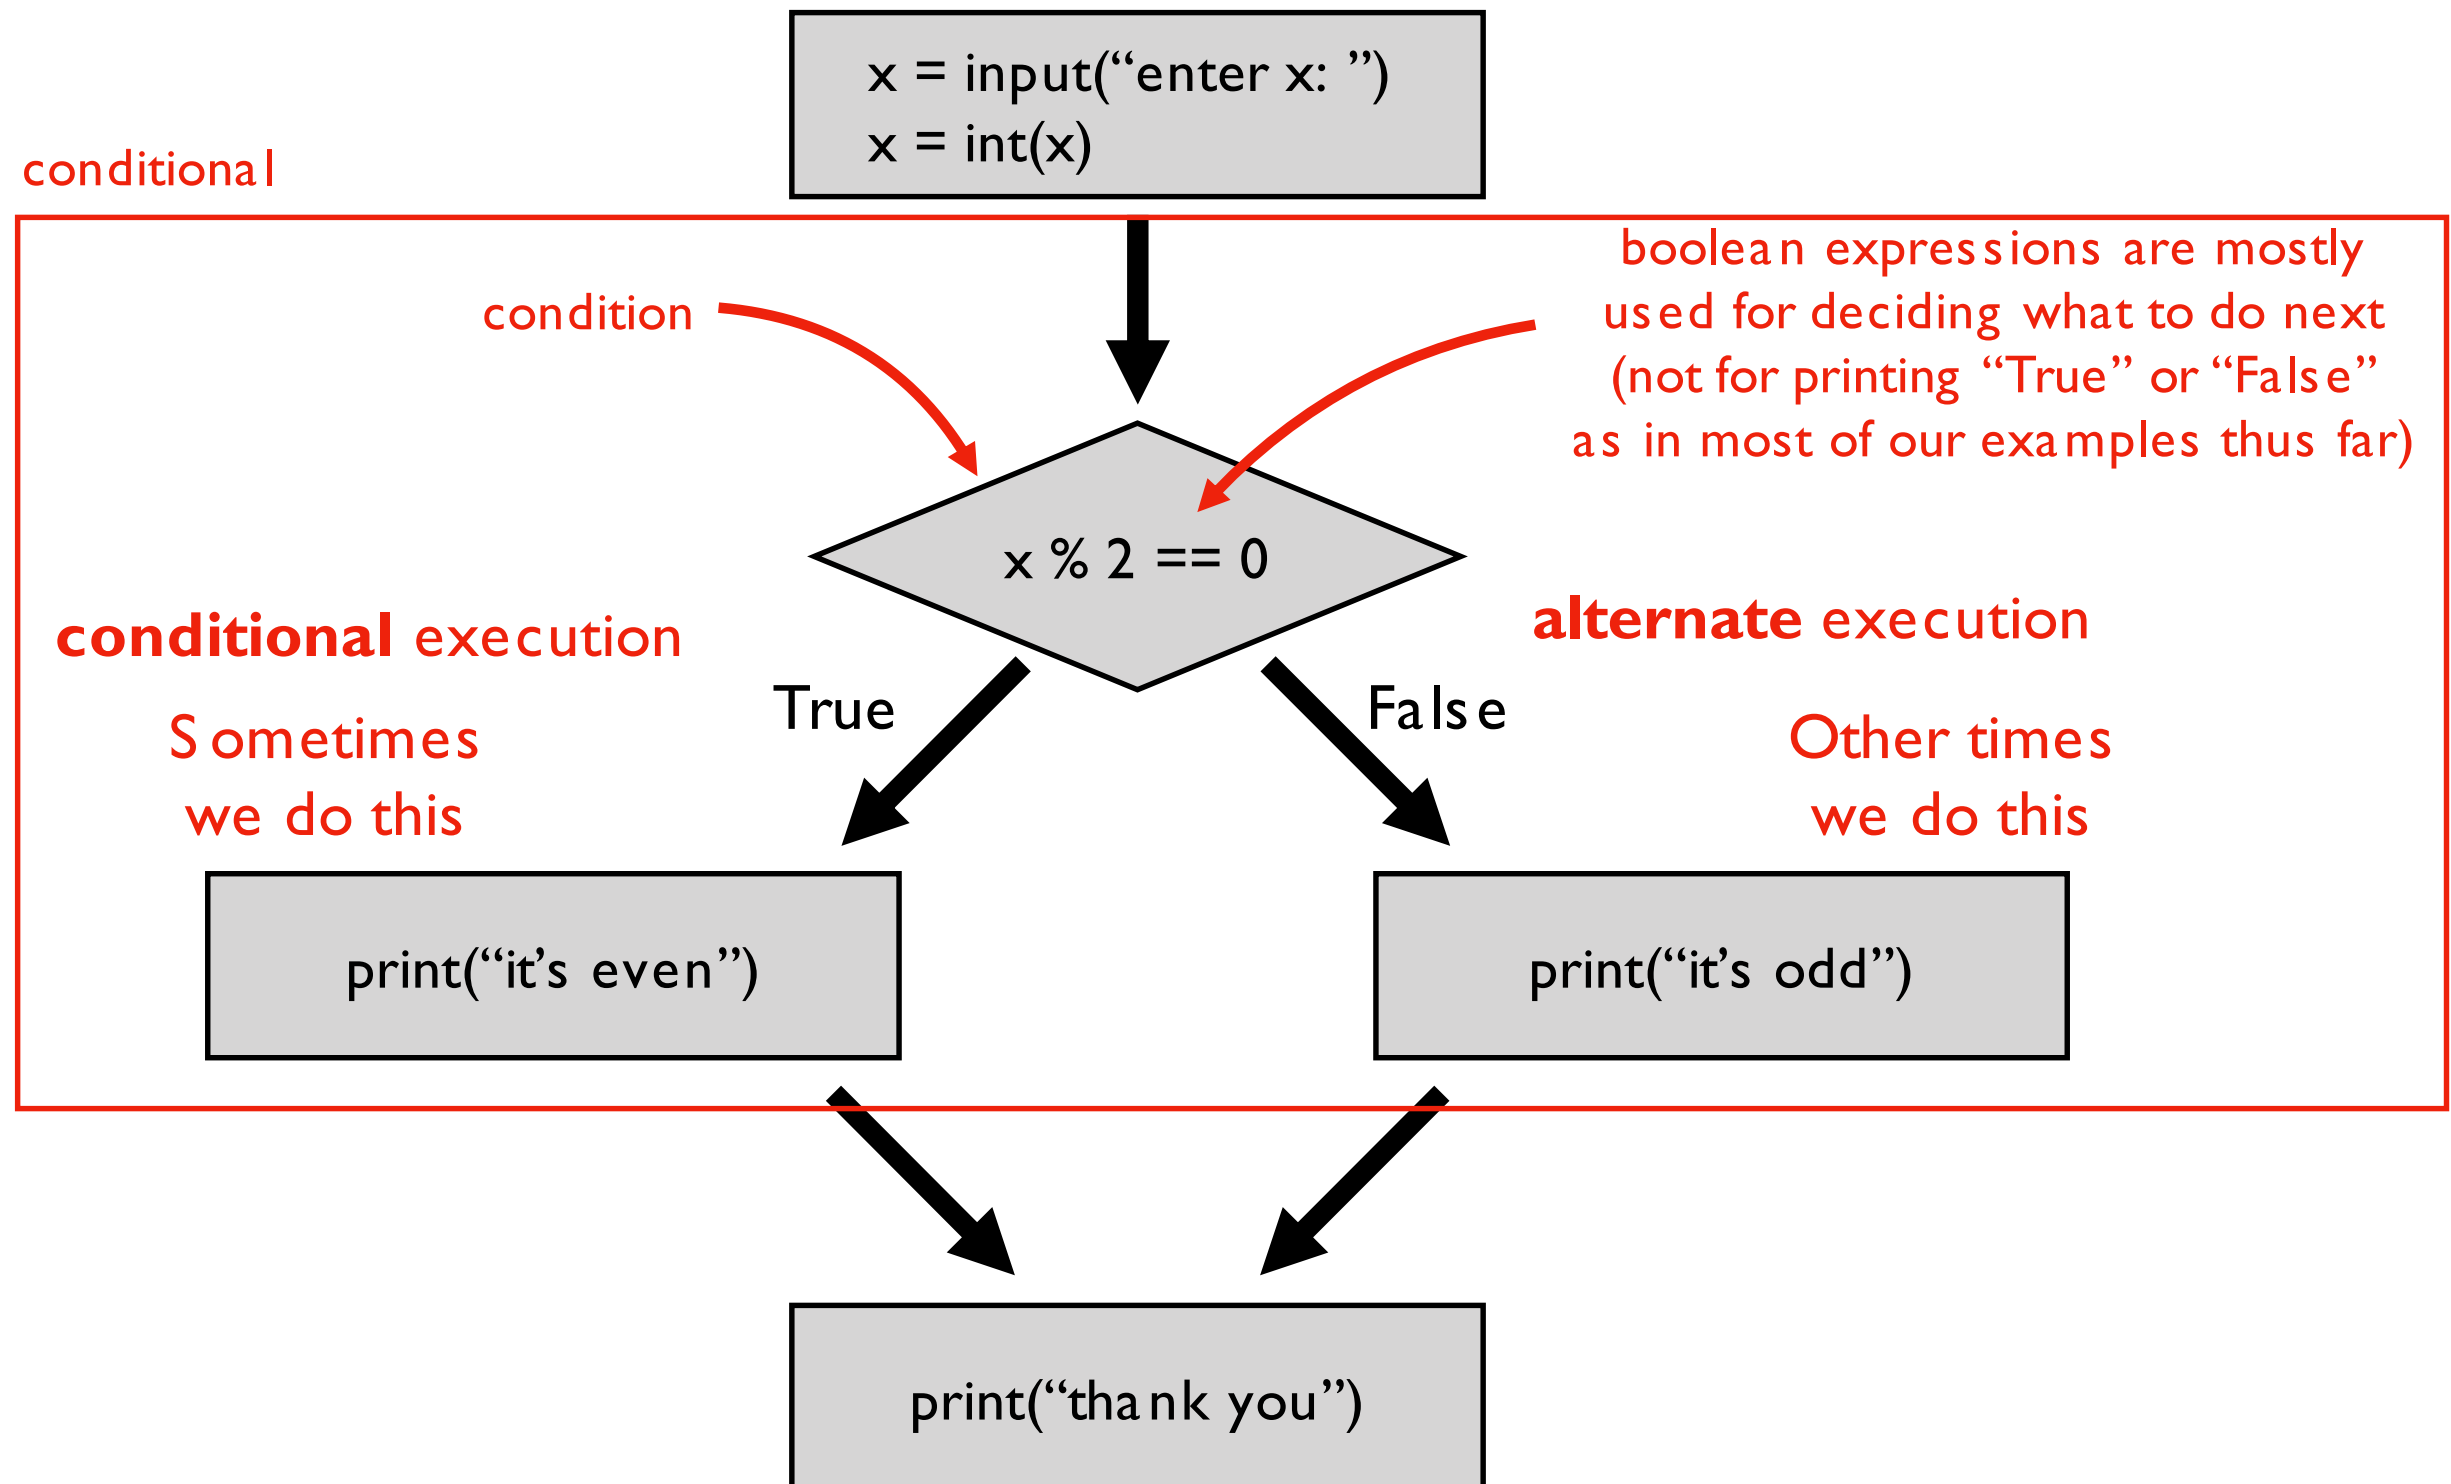 x = input(“enter x: ”)
x = int(x)
conditional
condition
boolean expressions are mostly
used for deciding what to do next
(not for printing “True” or “False”
as in most of our examples thus far)
x % 2 == 0
conditional execution
Sometimes
we do this
True
False
alternate execution
Other times
we do this
print(“it’s even”)
print(“it’s odd”)
print(“thank you”)